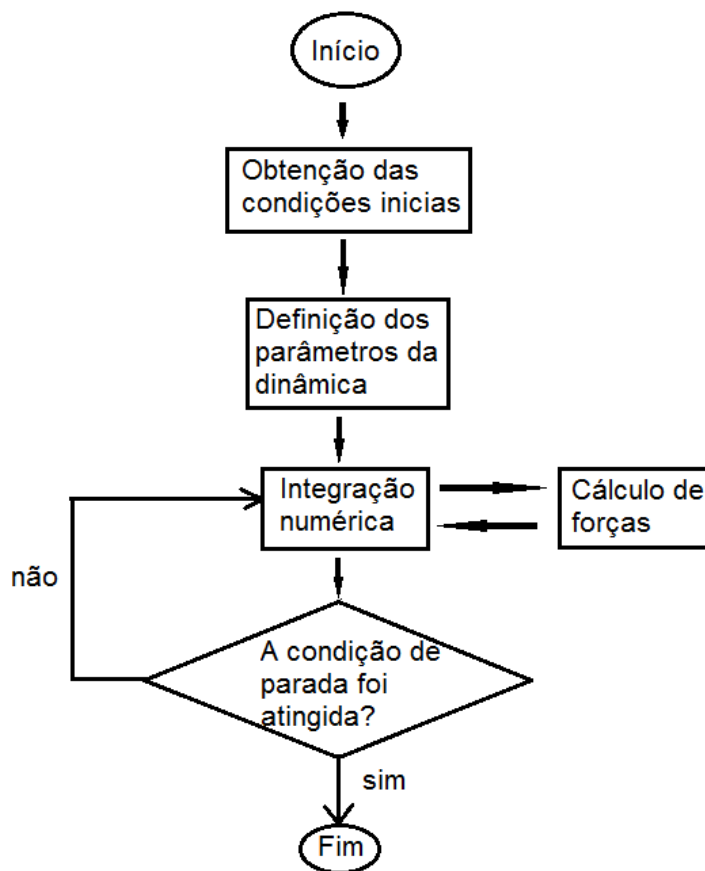 Início
Obtenção das
condições inicias
Definição dos
parâmetros da
dinâmica
Integração
numérica
Cálculo de
forças
não
A condição de
parada foi
atingida?
sim
Fim